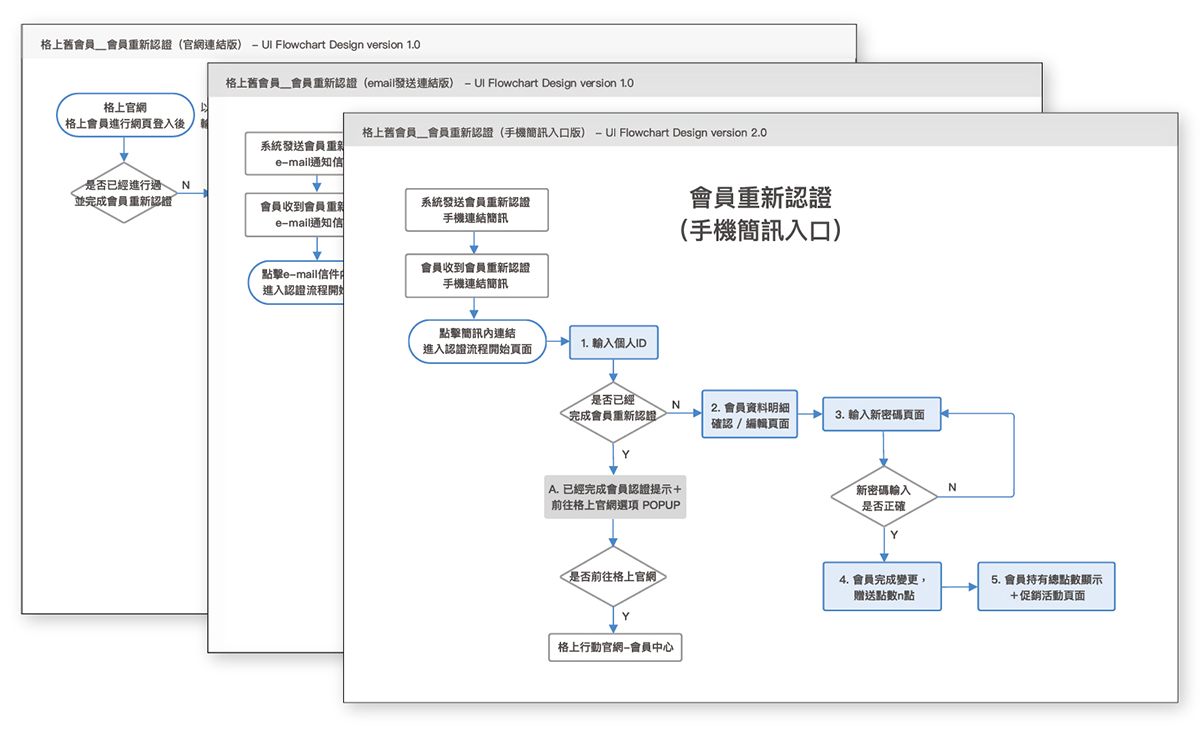 格上舊會員__會員重新認證（官網連結版） – UI Flowchart Design version 1.0
格上官網
格上會員進行網頁登入後
以
輸
是否已經進行過
並完成會員重新認證
N
格上舊會員__會員重新認證（email發送連結版） – UI Flowchart Design version 1.0
系統發送會員重新
e-mail通知信
會員收到會員重新
e-mail通知信
點擊e-mail信件內
進入認證流程開始
格上舊會員__會員重新認證（手機簡訊入口版） – UI Flowchart Design version 2.0
會員重新認證
（手機簡訊入口）
系統發送會員重新認證
手機連結簡訊
會員收到會員重新認證
手機連結簡訊
點擊簡訊內連結
進入認證流程開始頁面
1. 輸入個人ID
是否已經
完成會員重新認證
N
2. 會員資料明細
確認 / 編輯頁面
3. 輸入新密碼頁面
Y
A. 已經完成會員認證提示＋
前往格上官網選項 POPUP
新密碼輸入
是否正確
N
Y
是否前往格上官網
4. 會員完成變更，
贈送點數n點
5. 會員持有總點數顯示
＋促銷活動頁面
Y
格上行動官網-會員中心